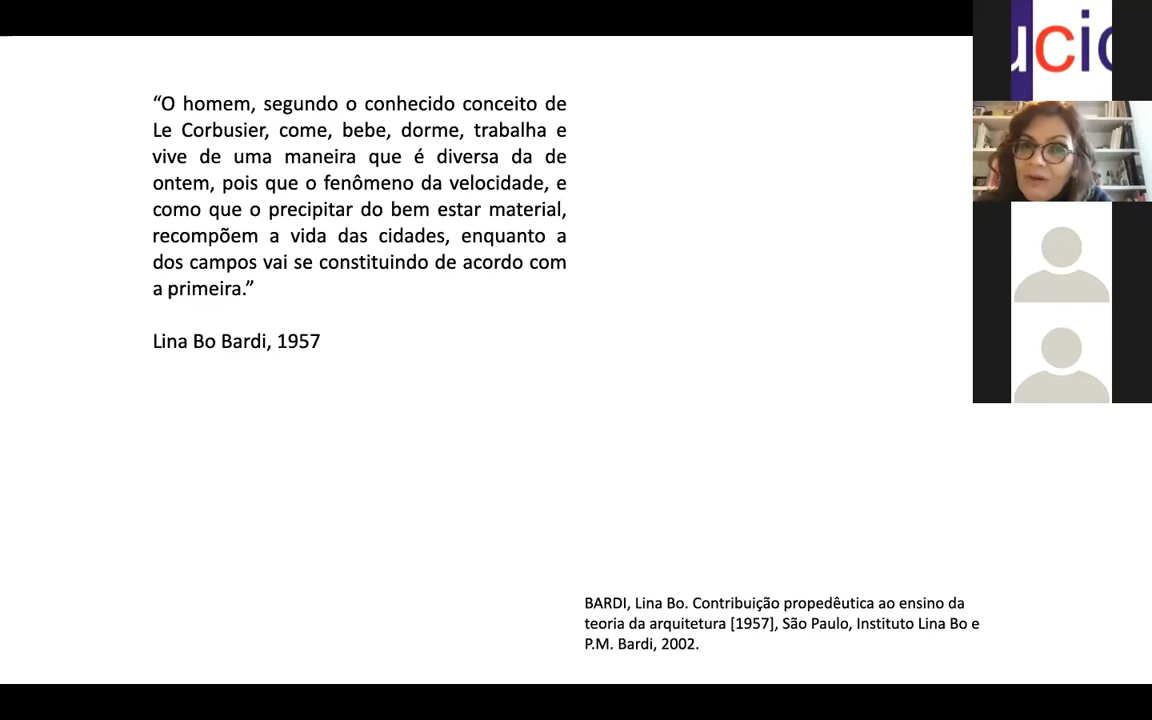 “O homem, segundo o conhecido conceito de
Le Corbusier, come, bebe, dorme, trabalha e
vive de uma maneira que é diversa da de
ontem, pois que o fenômeno da velocidade, e
como que o precipitar do bem estar material,
recompõem a vida das cidades, enquanto a
dos campos vai se constituindo de acordo com
a primeira.”
Lina Bo Bardi, 1957
BARDI, Lina Bo. Contribuição propedêutica ao ensino da
teoria da arquitetura [1957], São Paulo, Instituto Lina Bo e
P.M. Bardi, 2002.